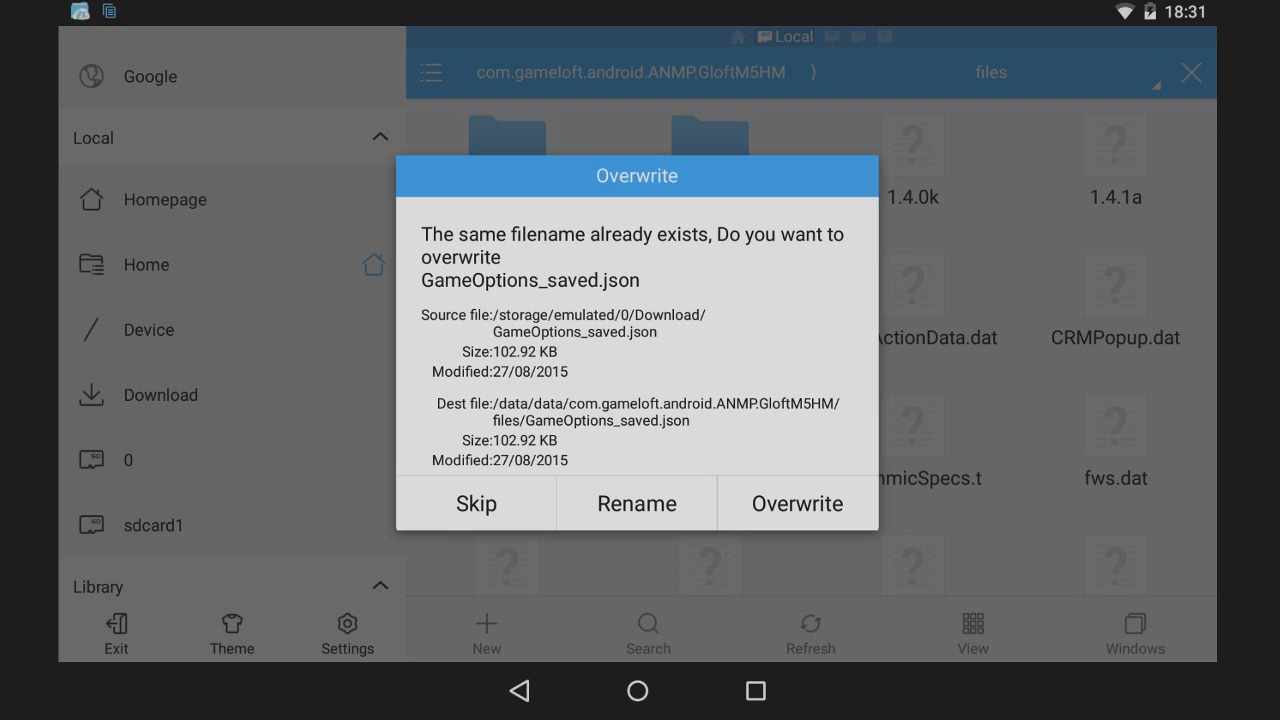 18:31
Google
Local
Homepage
Home
Device
Download
0
sdcard1
Library
Exit
Theme
Settings
Local
com.gameloft.android.ANMP.GloftM5HM
files
1.4.0k
1.4.1a
ActionData.dat
CRMPopup.dat
fws.dat
Overwrite
The same filename already exists, Do you want to
overwrite
GameOptions_saved.json
Source file:/storage/emulated/0/Download/
GameOptions_saved.json
Size:102.92 KB
Modified:27/08/2015
Dest file:/data/data/com.gameloft.android.ANMP.GloftM5HM/
files/GameOptions_saved.json
Size:102.92 KB
Modified:27/08/2015
Skip
Rename
Overwrite
New
Search
Refresh
View
Windows